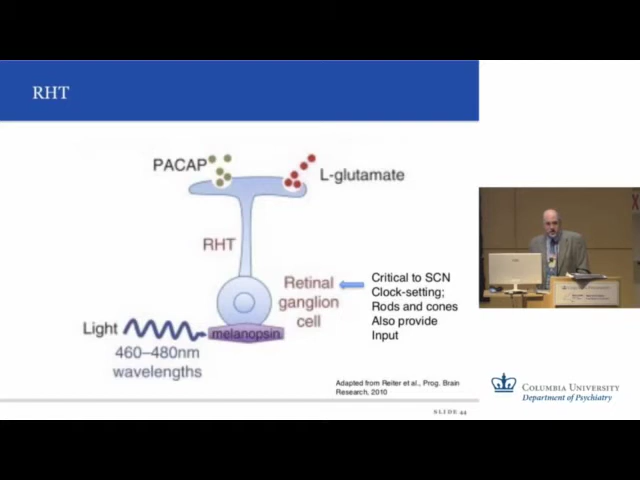 RHT
PACAP
L-glutamate
RHT
Retinal
ganglion
cell
Critical to SCN
Clock-setting;
Rods and cones
Also provide
Input
Light
melanopsin
460–480nm
wavelengths
Adapted from Reiter et al., Prog. Brain
Research, 2010
SLIDE 44
COLUMBIA UNIVERSITY
Department of Psychiatry